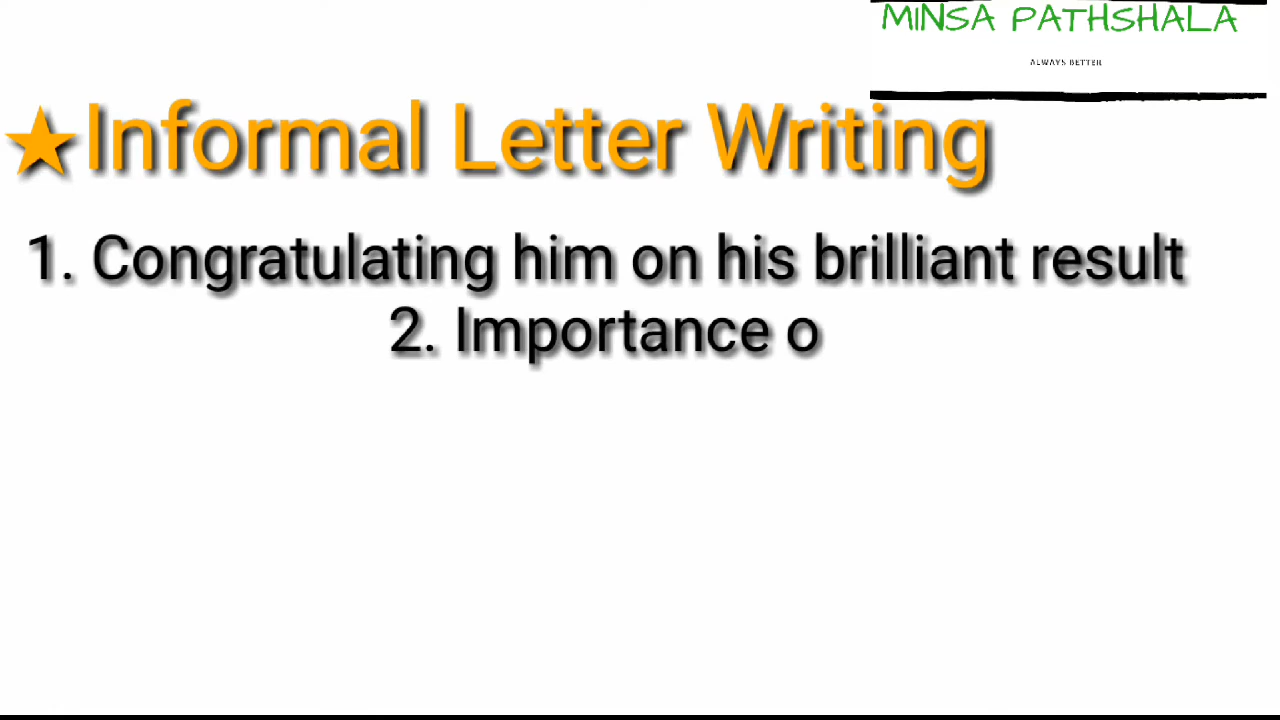 MINSA PATHSHALA
ALWAYS BETTER
★Informal Letter Writing
1. Congratulating him on his brilliant result
2. Importance o